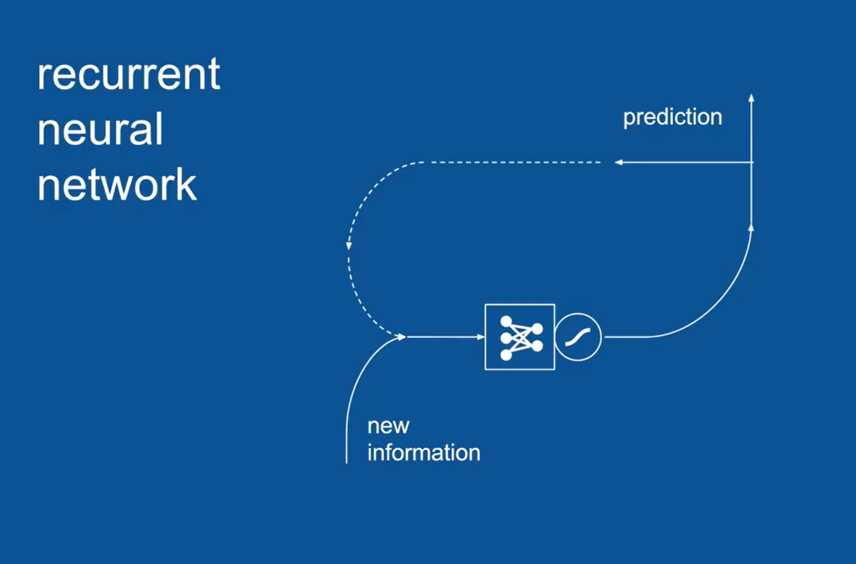 recurrent
neural
network
prediction
new
information